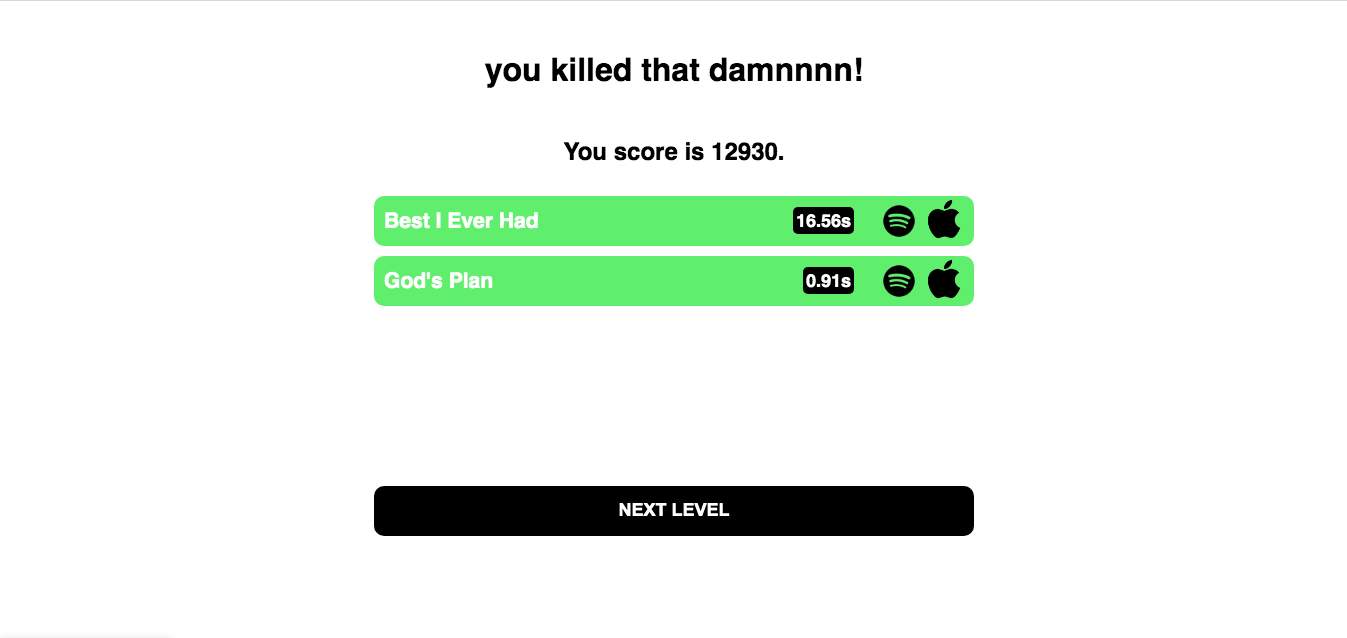 you killed that damnnnn!
You score is 12930.
Best I Ever Had 16.56s
God's Plan 0.91s
NEXT LEVEL